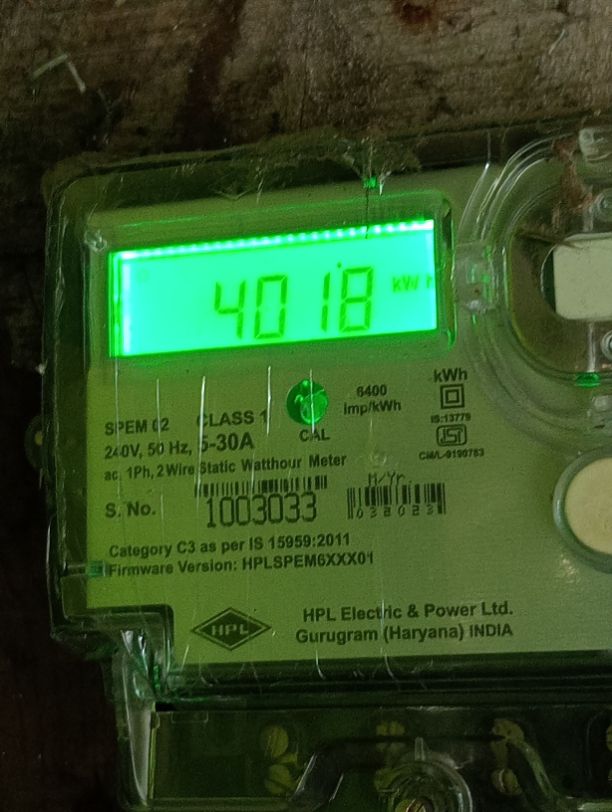 4018 kWh
6400
imp/kWh
kWh
IS:13779
CM/L-9190783
SPEM 02 CLASS 1
CAL
240V, 50 Hz, 5-30A
ac, 1Ph, 2 Wire Static Watthour Meter
M/Yr.
S. No. 1003033
032023
Category C3 as per IS 15959:2011
Firmware Version: HPLSPEM6XXX01
HPL
HPL Electric & Power Ltd.
Gurugram (Haryana) INDIA